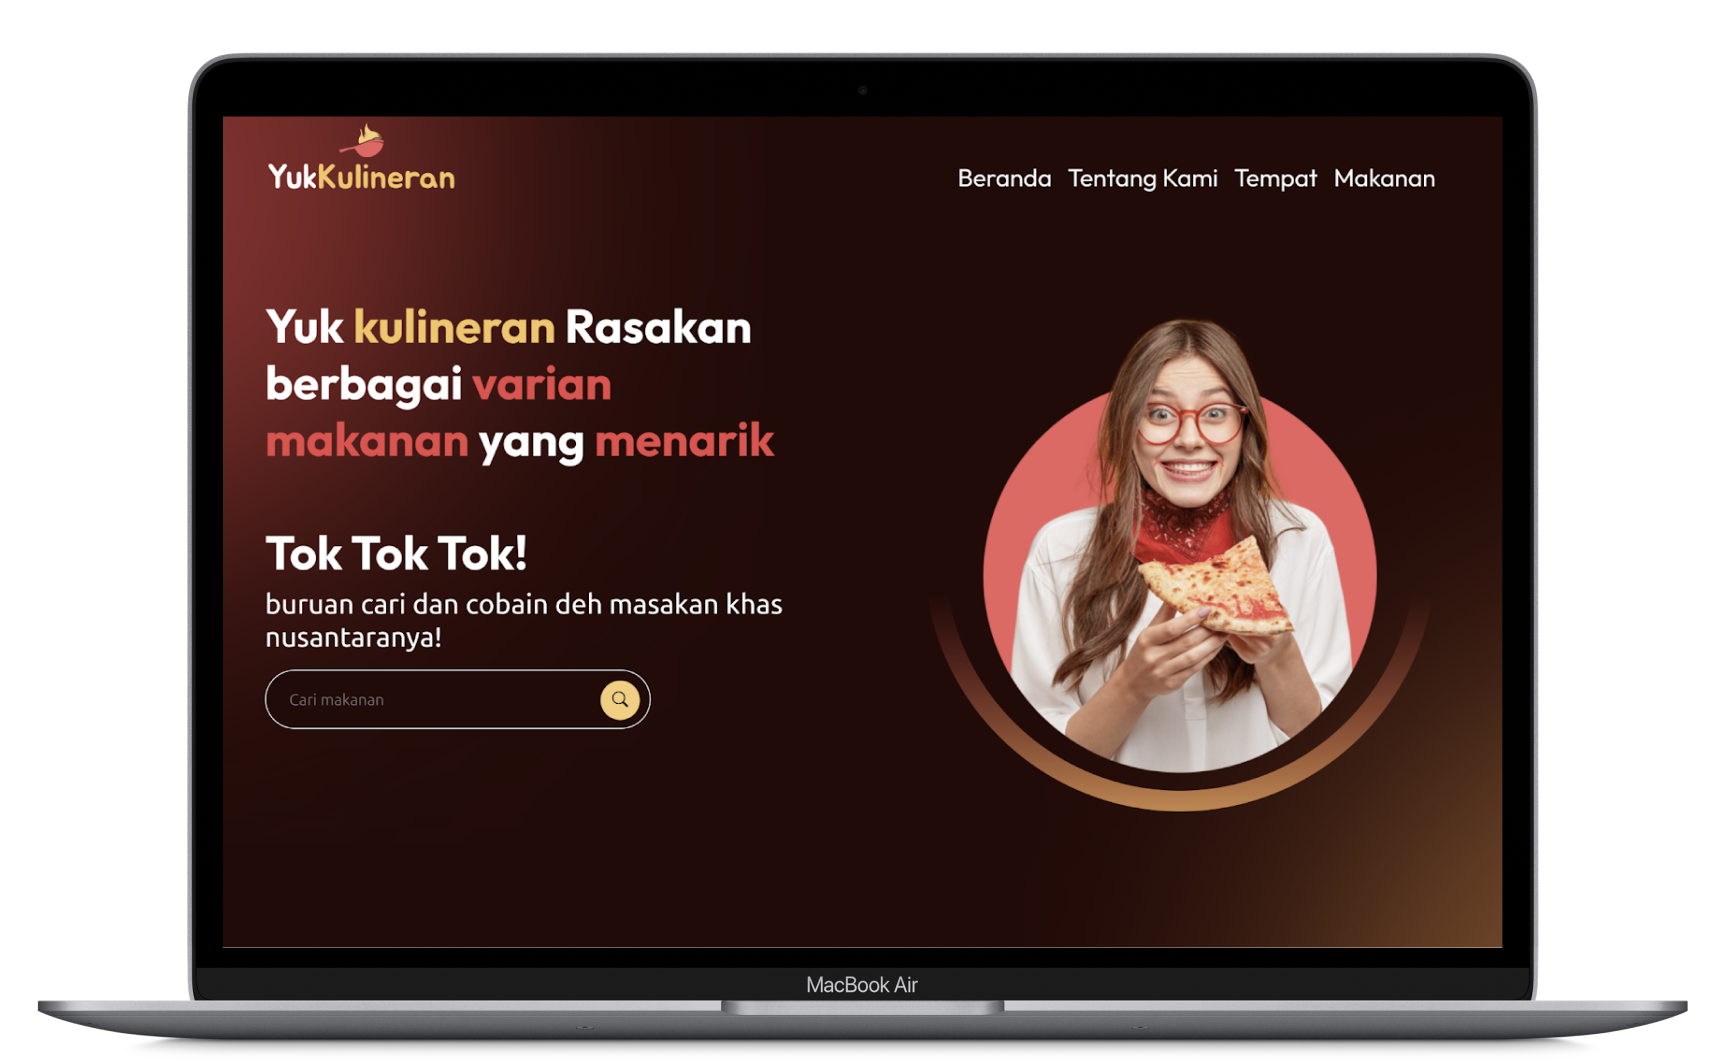 YukKulineran
Beranda Tentang Kami Tempat Makanan
Yuk kulineran Rasakan
berbagai varian
makanan yang menarik
Tok Tok Tok!
buruan cari dan cobain deh masakan khas
nusantaranya!
Cari makanan
MacBook Air